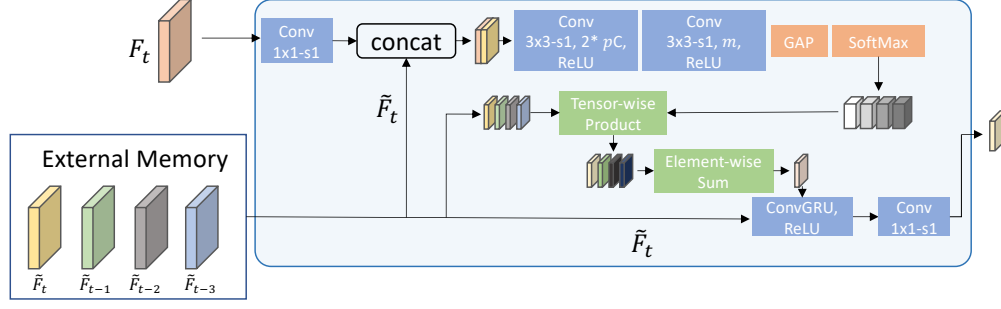 F_t
Conv
1x1-s1
concat
Conv
3x3-s1, 2* pC,
ReLU
Conv
3x3-s1, m,
ReLU
GAP
SoftMax
F̃_t
Tensor-wise
Product
External Memory
Element-wise
Sum
ConvGRU,
ReLU
Conv
1x1-s1
F̃_t
F̃_t
F̃_{t-1}
F̃_{t-2}
F̃_{t-3}